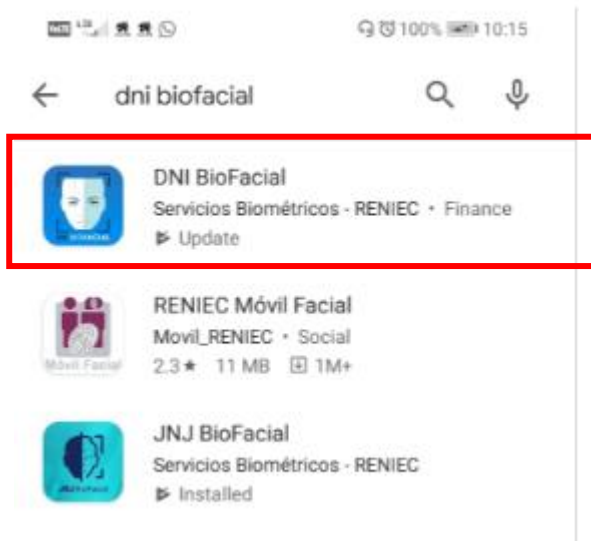 100% 10:15
dni biofacial
DNI BioFacial
Servicios Biométricos - RENIEC • Finance
Update
RENIEC Móvil Facial
Movil_RENIEC • Social
2.3★ 11 MB 1M+
Móvil Facial
JNJ BioFacial
Servicios Biométricos - RENIEC
Installed